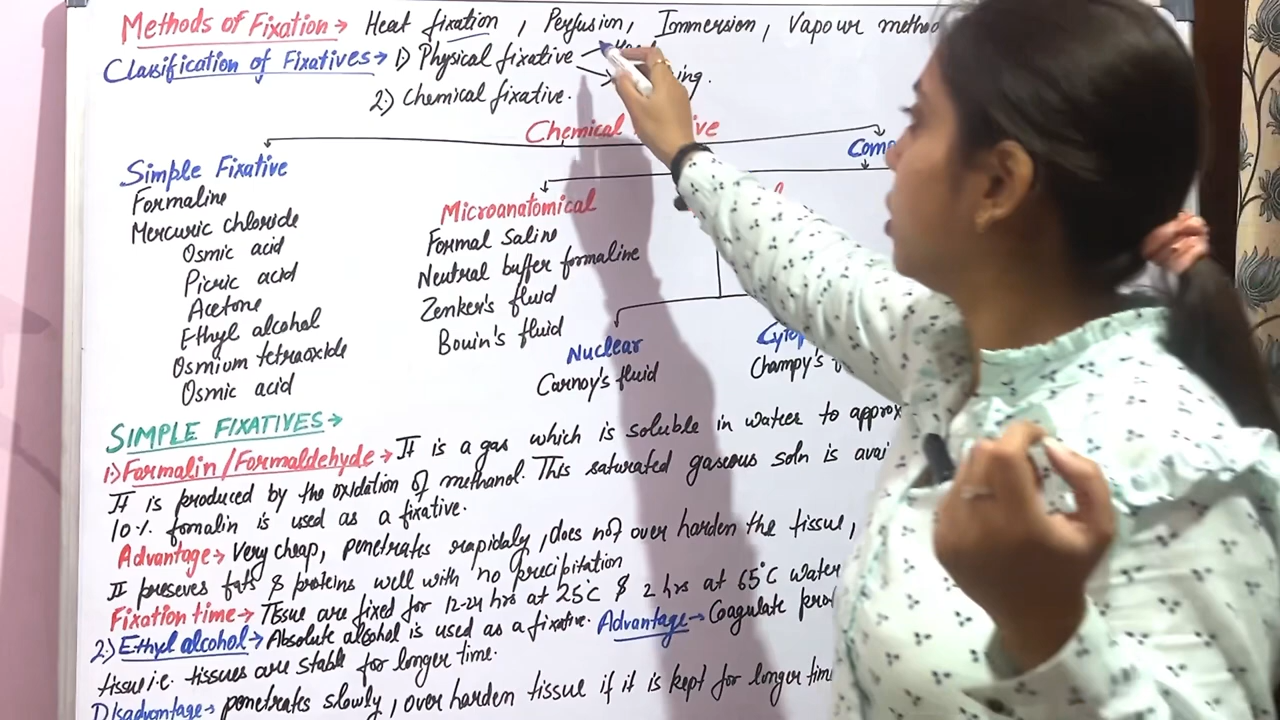 Methods of Fixation → Heat fixation , Perfusion, Immersion, Vapour
Classification of Fixatives → 1.) Physical fixative
2.) Chemical fixative.
Chemical
Simple Fixative
Formaline
Mercuric chloride
Osmic acid
Picric acid
Acetone
Ethyl alcohol
Osmium tetraoxide
Osmic acid
Microanatomical
Formal Saline
Neutral buffer formaline
Zenker's fluid
Bouin's fluid
Nuclear
Carnoy's fluid
Champy's
SIMPLE FIXATIVES →
1.) Formalin/Formaldehyde → It is a gas which is soluble in water to
It is produced by the oxidation of methanol. This saturated gaseous soln is
10 % fomalin is used as a fixative.
Advantage → Very cheap, penetrates rapidaly, does not over harden the tissue,
It preseves fats & proteins well with no precipitation
Fixation time → Tissue are fixed for 12-24 hrs at 25°C & 2 hrs at 65°C water
2.) Ethyl alcohol → Absolute alcohol is used as a fixative. Advantage → Coagulate
tissue i.e. tissues are stable for longer time.
Disadvantage → penetrates slowly, over harden tissue if it is kept for longer